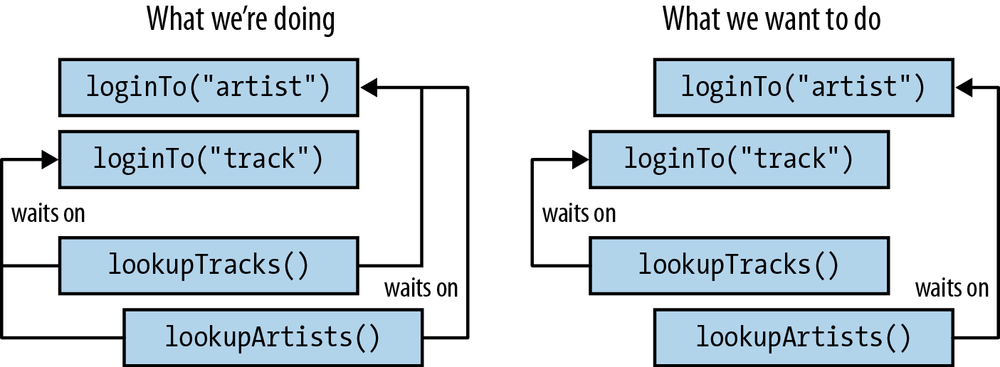 What we're doing
loginTo("artist")
loginTo("track")
waits on
lookupTracks()
waits on
lookupArtists()
What we want to do
loginTo("artist")
loginTo("track")
waits on
lookupTracks()
waits on
lookupArtists()